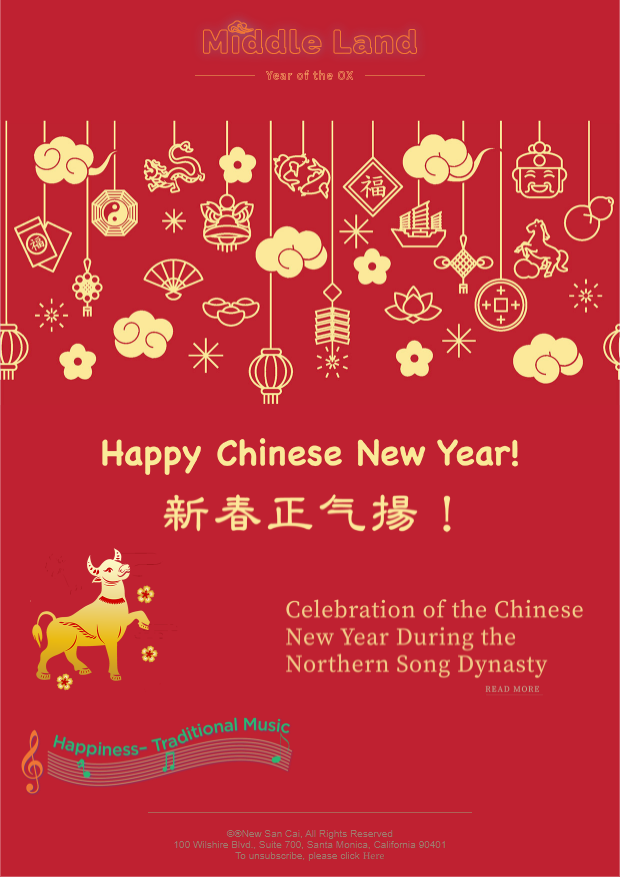 Middle Land
Year of the OX
福
福
Happy Chinese New Year!
新春正气揚！
Celebration of the Chinese
New Year During the
Northern Song Dynasty
READ MORE
Happiness– Traditional Music
©®New San Cai, All Rights Reserved
100 Wilshire Blvd., Suite 700, Santa Monica, California 90401
To unsubscribe, please click Here